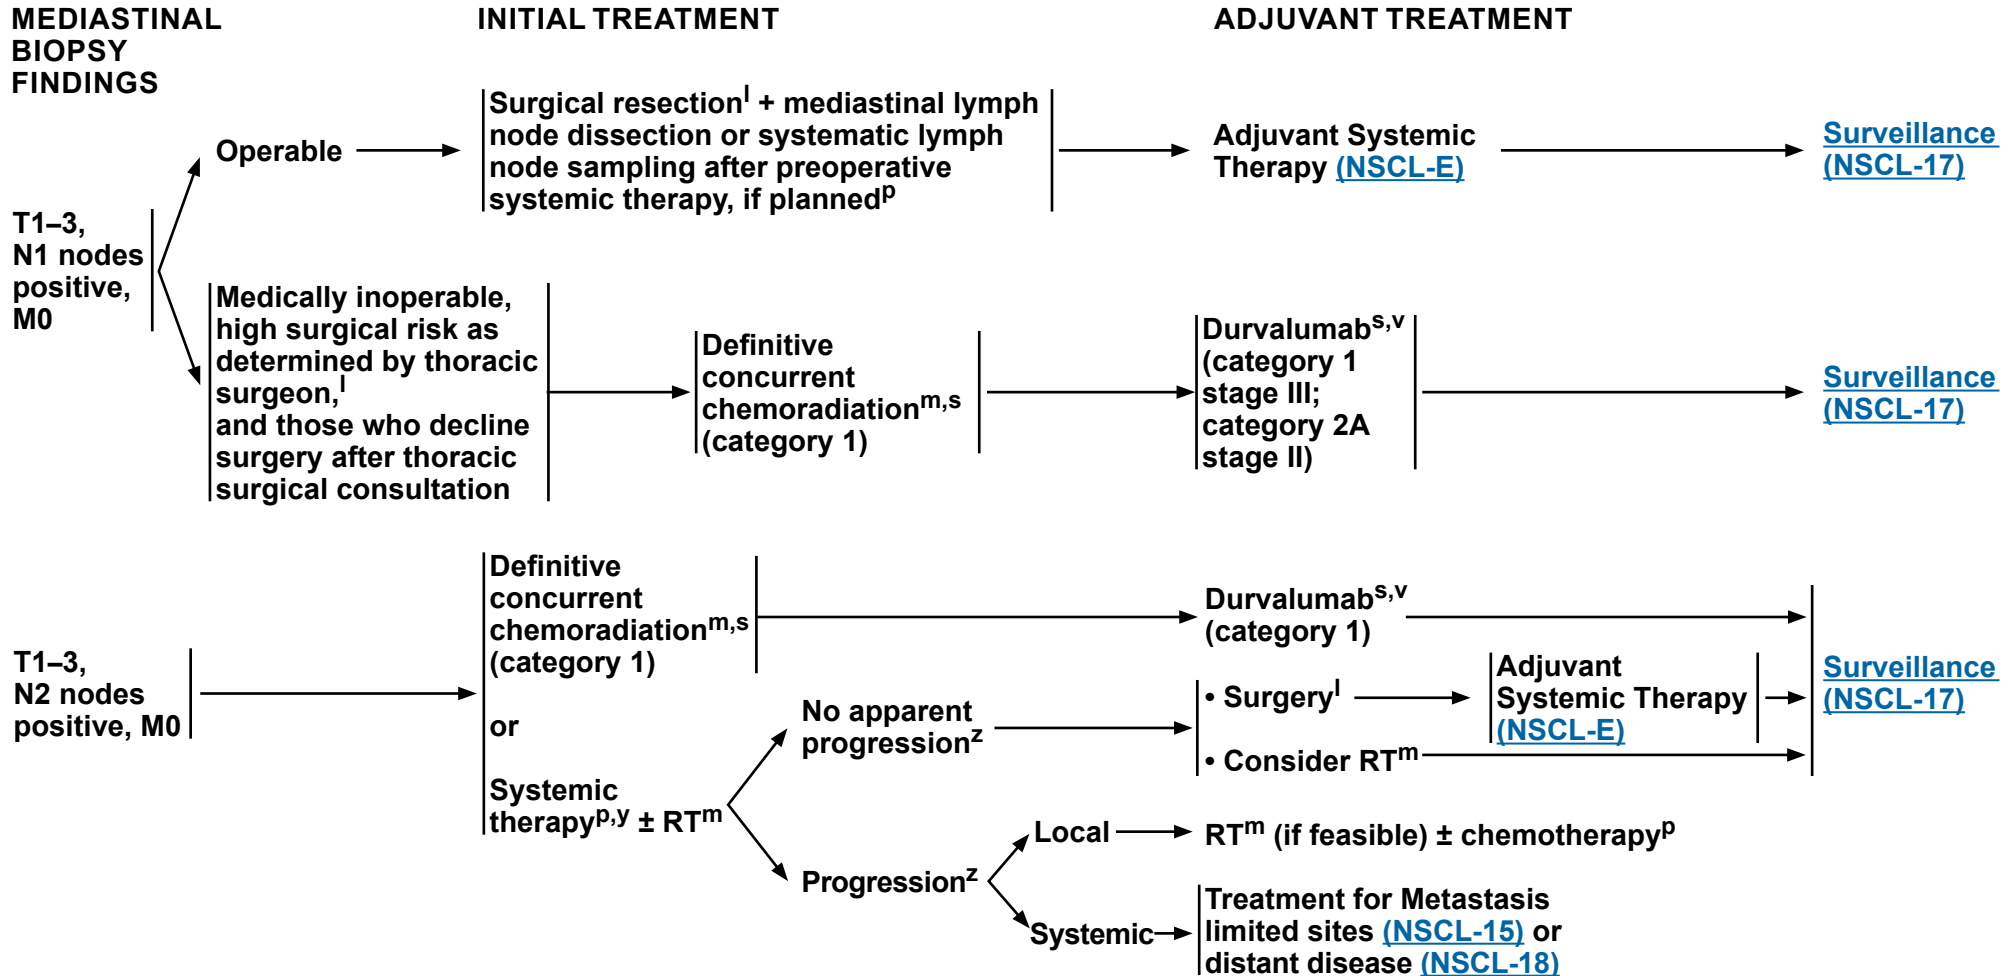 MEDIASTINAL
BIOPSY
FINDINGS
INITIAL TREATMENT
ADJUVANT TREATMENT
T1–3,
N1 nodes
positive,
M0
Operable
Surgical resectionˡ + mediastinal lymph
node dissection or systematic lymph
node sampling after preoperative
systemic therapy, if plannedᵖ
Adjuvant Systemic
Therapy (NSCL-E)
Surveillance
(NSCL-17)
Medically inoperable,
high surgical risk as
determined by thoracic
surgeon,ˡ
and those who decline
surgery after thoracic
surgical consultation
Definitive
concurrent
chemoradiationᵐ,ˢ
(category 1)
Durvalumabˢ,ᵛ
(category 1
stage III;
category 2A
stage II)
Surveillance
(NSCL-17)
T1–3,
N2 nodes
positive, M0
Definitive
concurrent
chemoradiationᵐ,ˢ
(category 1)
or
Systemic
therapyᵖ,ʸ ± RTᵐ
Durvalumabˢ,ᵛ
(category 1)
No apparent
progressionᶻ
• Surgeryˡ
Adjuvant
Systemic Therapy
(NSCL-E)
• Consider RTᵐ
Surveillance
(NSCL-17)
Progressionᶻ
Local
RTᵐ (if feasible) ± chemotherapyᵖ
Systemic
Treatment for Metastasis
limited sites (NSCL-15) or
distant disease (NSCL-18)